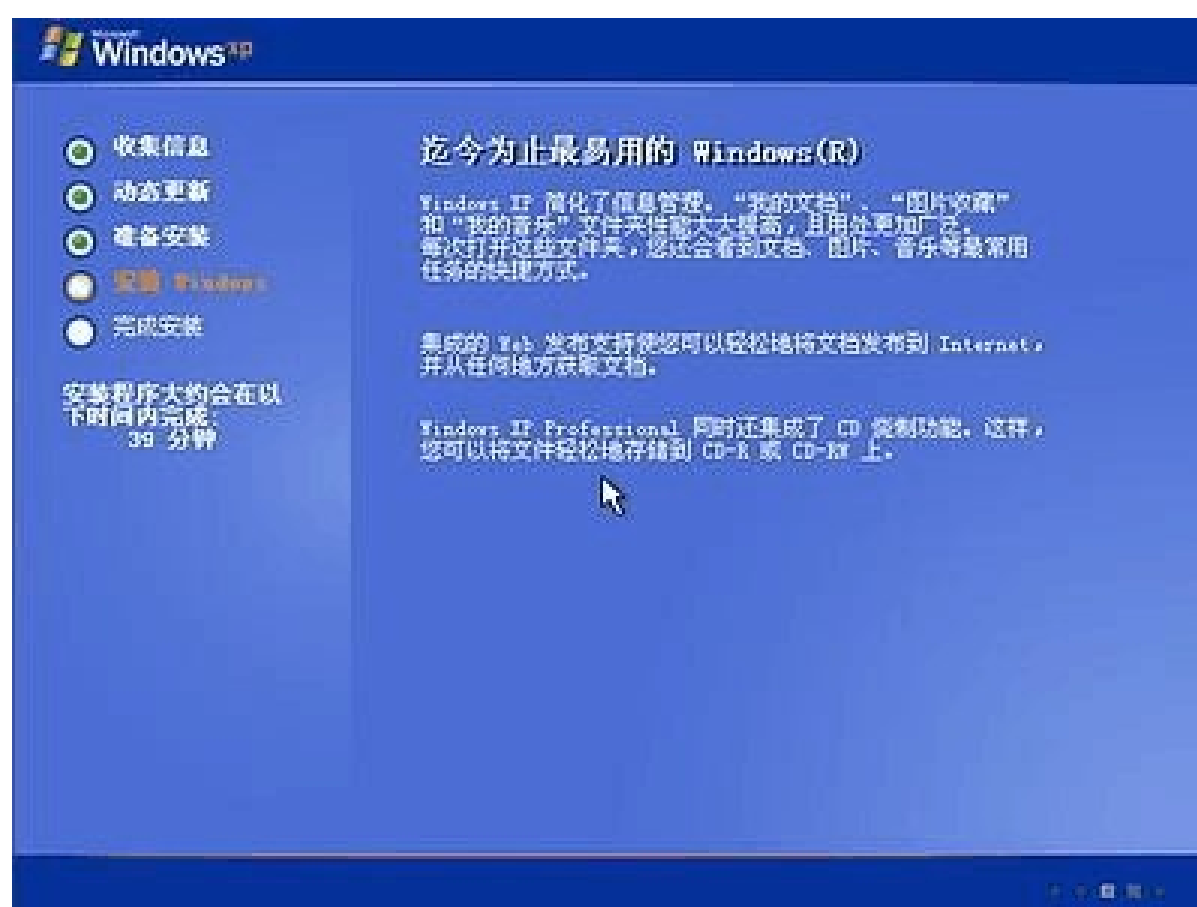 Microsoft
Windows xp
收集信息
动态更新
准备安装
安装 Windows
完成安装
安装程序大约会在以
下时间内完成:
39 分钟
迄今为止最易用的 Windows(R)
Windows XP 简化了信息管理。“我的文档”、“图片收藏”
和“我的音乐”文件夹性能大大提高，且用处更加广泛。
每次打开这些文件夹，您还会看到文档、图片、音乐等最常用
任务的快捷方式。
集成的 Web 发布支持使您可以轻松地将文档发布到 Internet，
并从任何地方获取文档。
Windows XP Professional 同时还集成了 CD 烧制功能。这样，
您可以将文件轻松地存储到 CD-R 或 CD-RW 上。